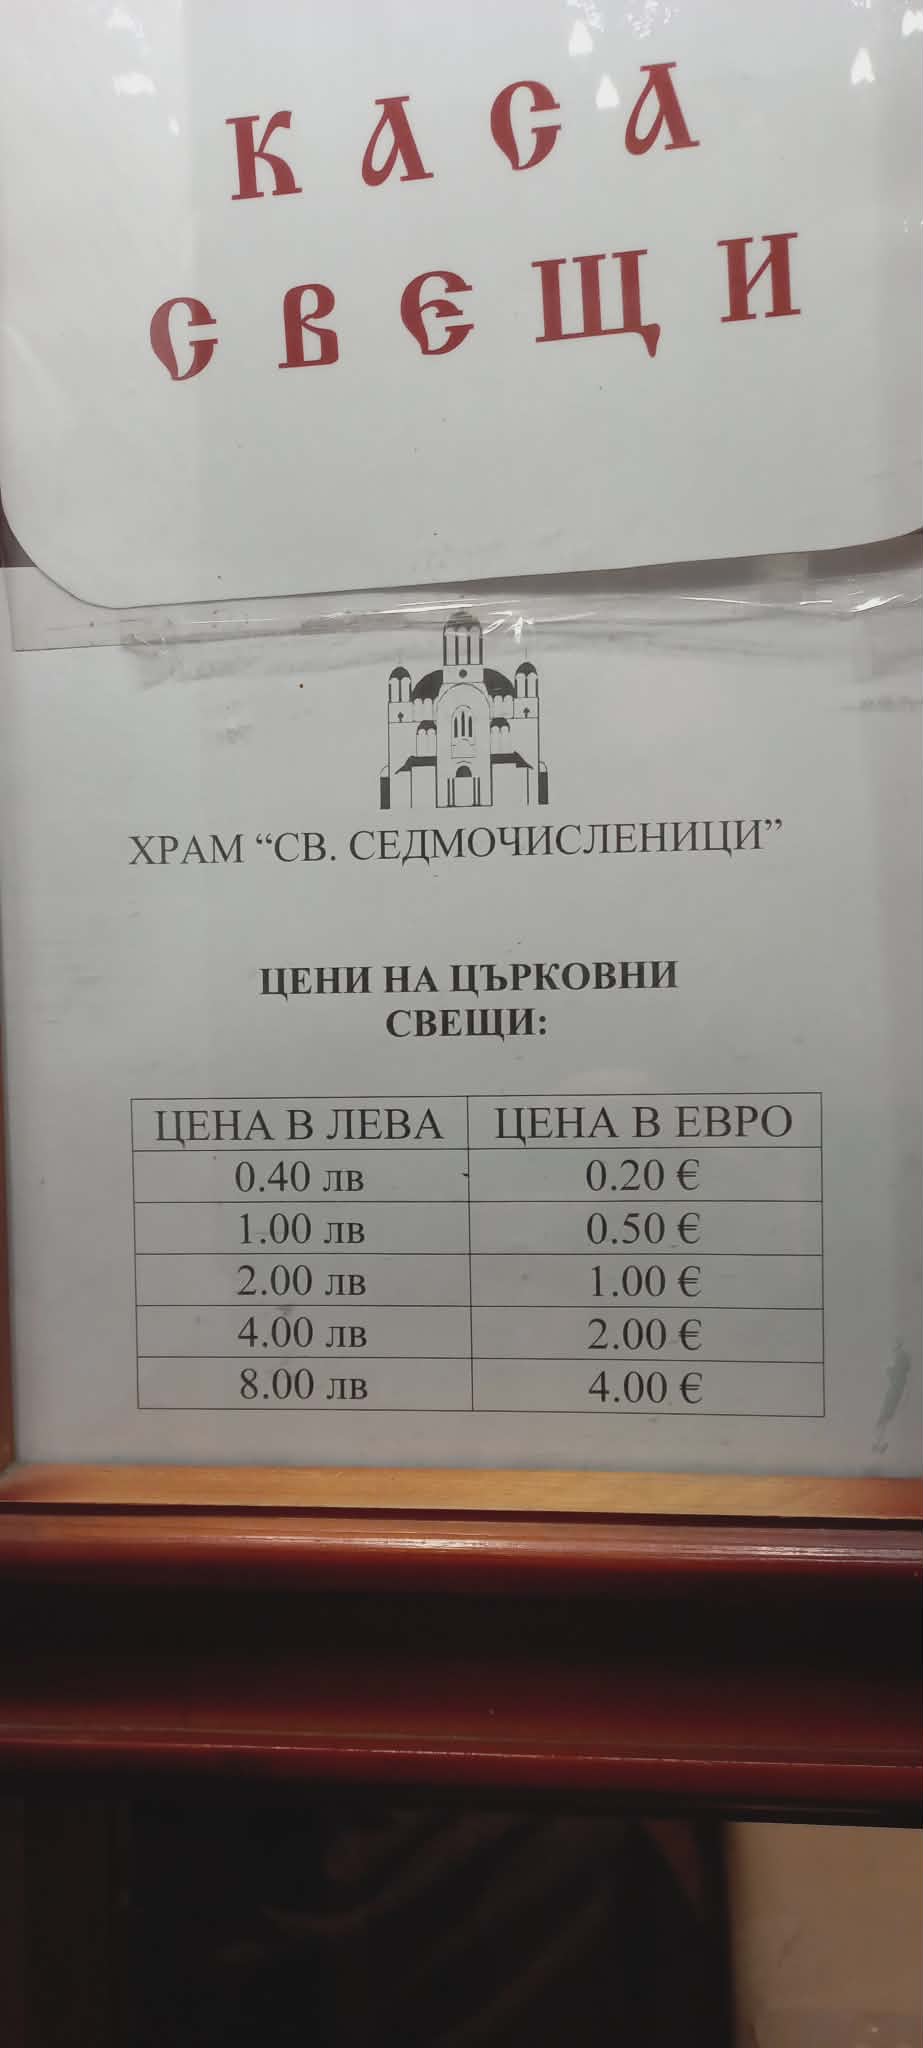 КАСА
СВЕЩИ
ХРАМ “СВ. СЕДМОЧИСЛЕНИЦИ”
ЦЕНИ НА ЦЪРКОВНИ
СВЕЩИ:
ЦЕНА В ЛЕВА ЦЕНА В ЕВРО
0.40 лв 0.20 €
1.00 лв 0.50 €
2.00 лв 1.00 €
4.00 лв 2.00 €
8.00 лв 4.00 €